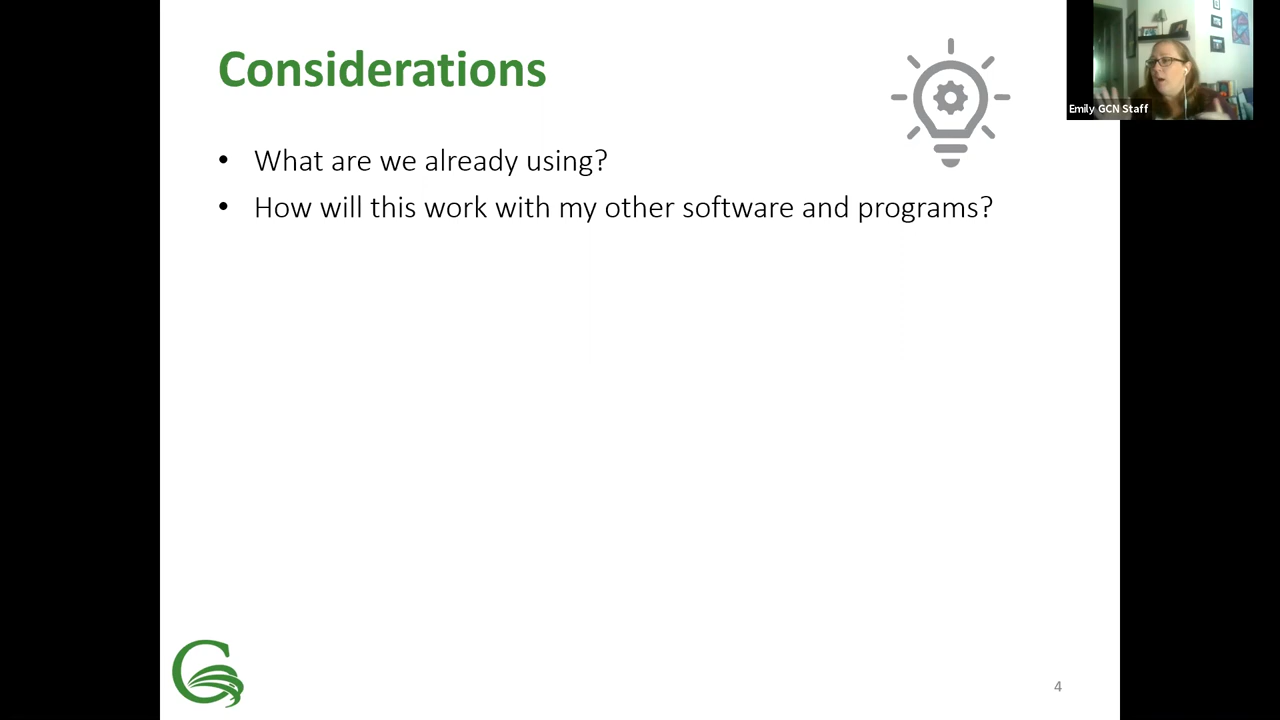 Considerations
• What are we already using?
• How will this work with my other software and programs?
Emily GCN Staff
4